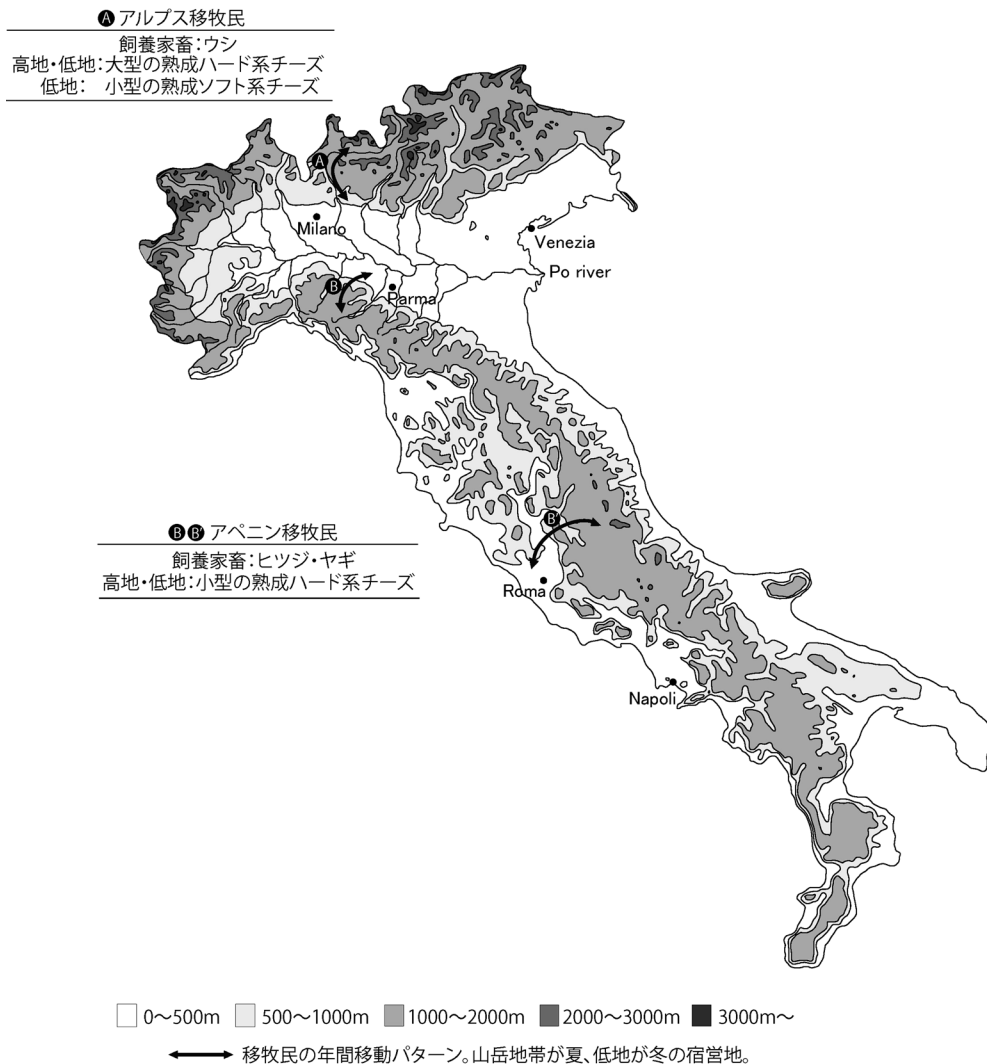 Ⓐ アルプス移牧民
飼養家畜：ウシ
高地・低地：大型の熟成ハード系チーズ
低地：　小型の熟成ソフト系チーズ
A
Milano
Venezia
Po river
B
Parma
ⒷⒷ' アペニン移牧民
飼養家畜：ヒツジ・ヤギ
高地・低地：小型の熟成ハード系チーズ
B'
Roma
Napoli
0～500m　500～1000m　1000～2000m　2000～3000m　3000m～
移牧民の年間移動パターン。山岳地帯が夏、低地が冬の宿営地。